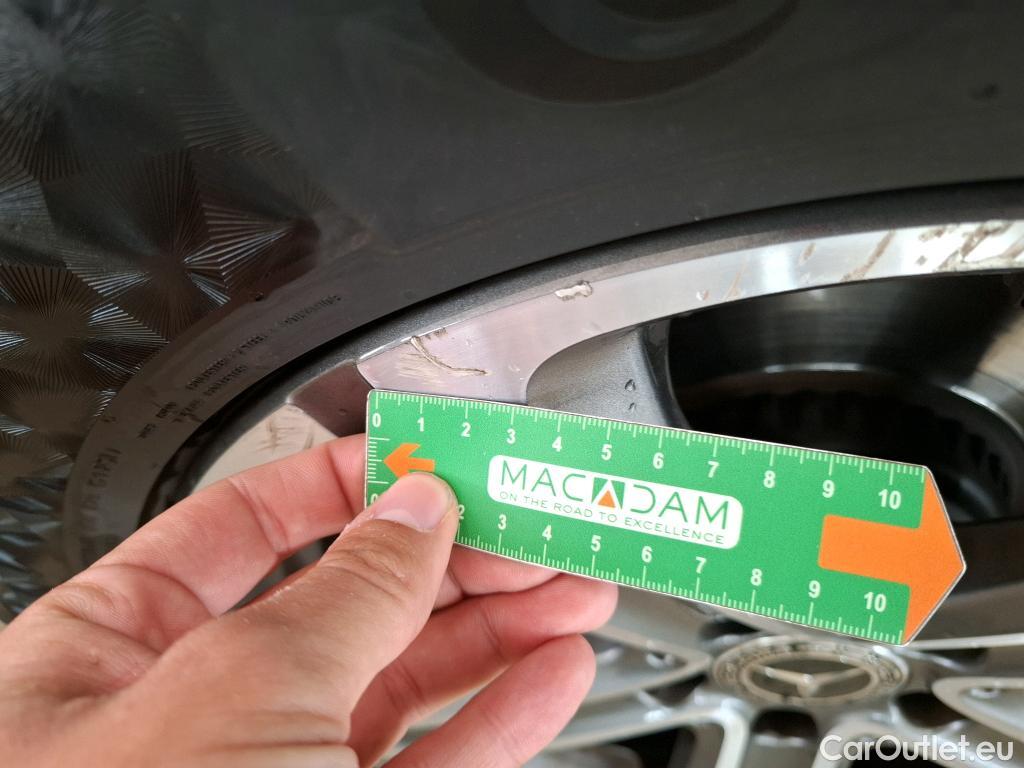 0 1 2 3 4 5 6 7 8 9 10
MACADAM
ON THE ROAD TO EXCELLENCE
2 3 4 5 6 7 8 9 10
CarOutlet.eu